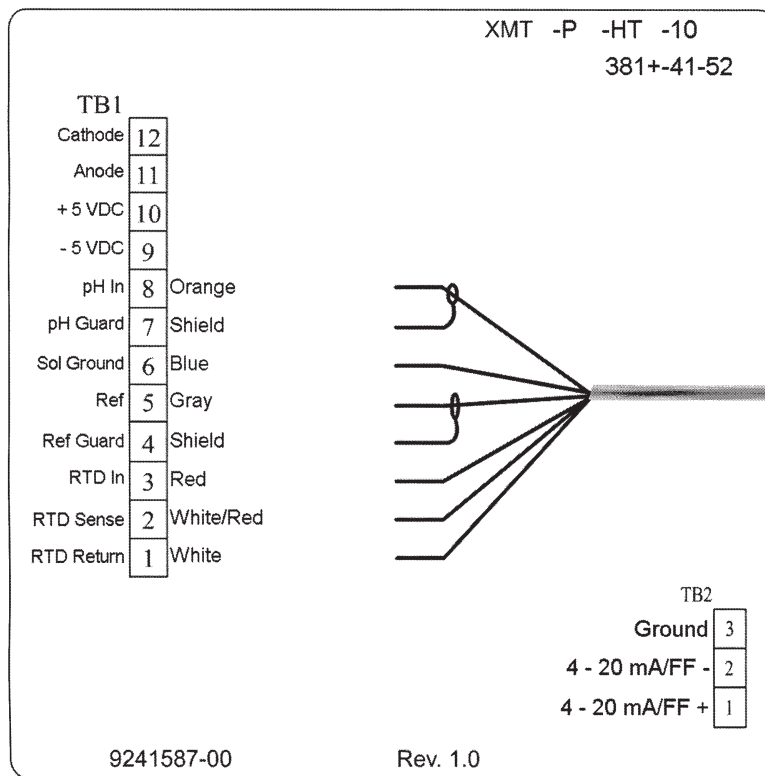 XMT -P -HT -10
381+-41-52
TB1
Cathode 12
Anode 11
+ 5 VDC 10
- 5 VDC 9
pH In 8 Orange
pH Guard 7 Shield
Sol Ground 6 Blue
Ref 5 Gray
Ref Guard 4 Shield
RTD In 3 Red
RTD Sense 2 White/Red
RTD Return 1 White
TB2
Ground 3
4 - 20 mA/FF - 2
4 - 20 mA/FF + 1
9241587-00 Rev. 1.0